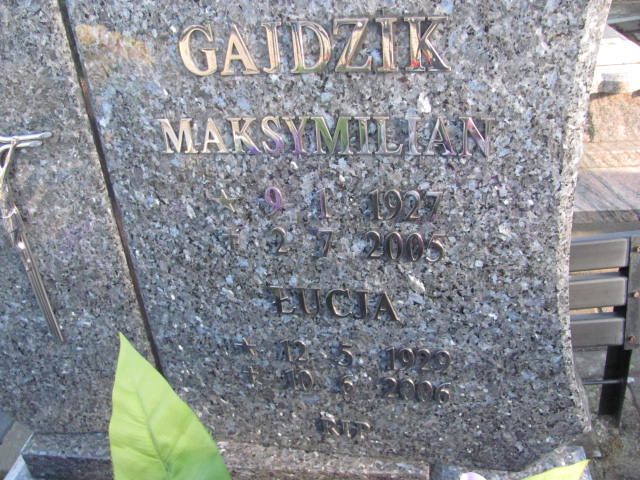 GAJDZIK
MAKSYMILIAN
* 9 1 1927
† 2 7 2005
ŁUCJA
* 12 5 1929
† 10 6 2006
RIP